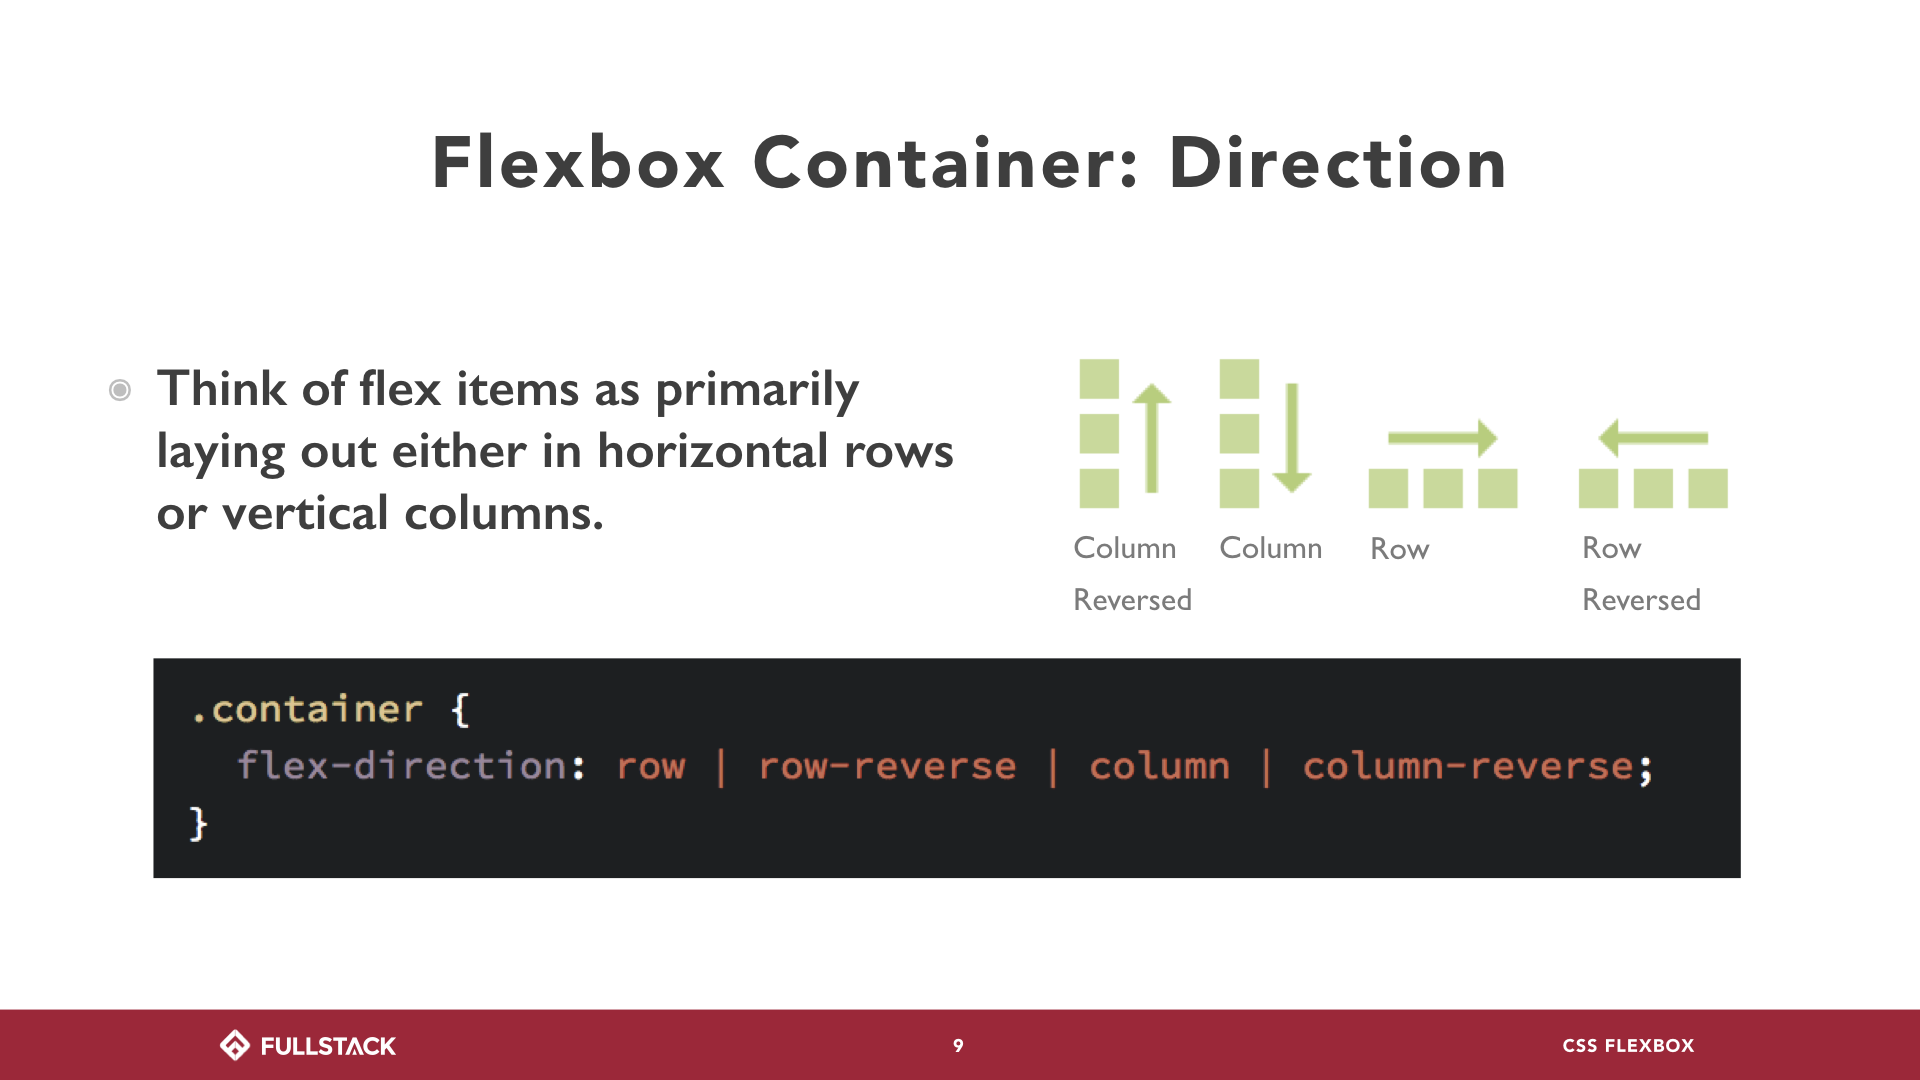 Flexbox Container: Direction
Think of flex items as primarily
laying out either in horizontal rows
or vertical columns.
Column
Reversed
Column
Row
Row
Reversed
.container {
  flex-direction: row | row-reverse | column | column-reverse;
}
FULLSTACK
9
CSS FLEXBOX